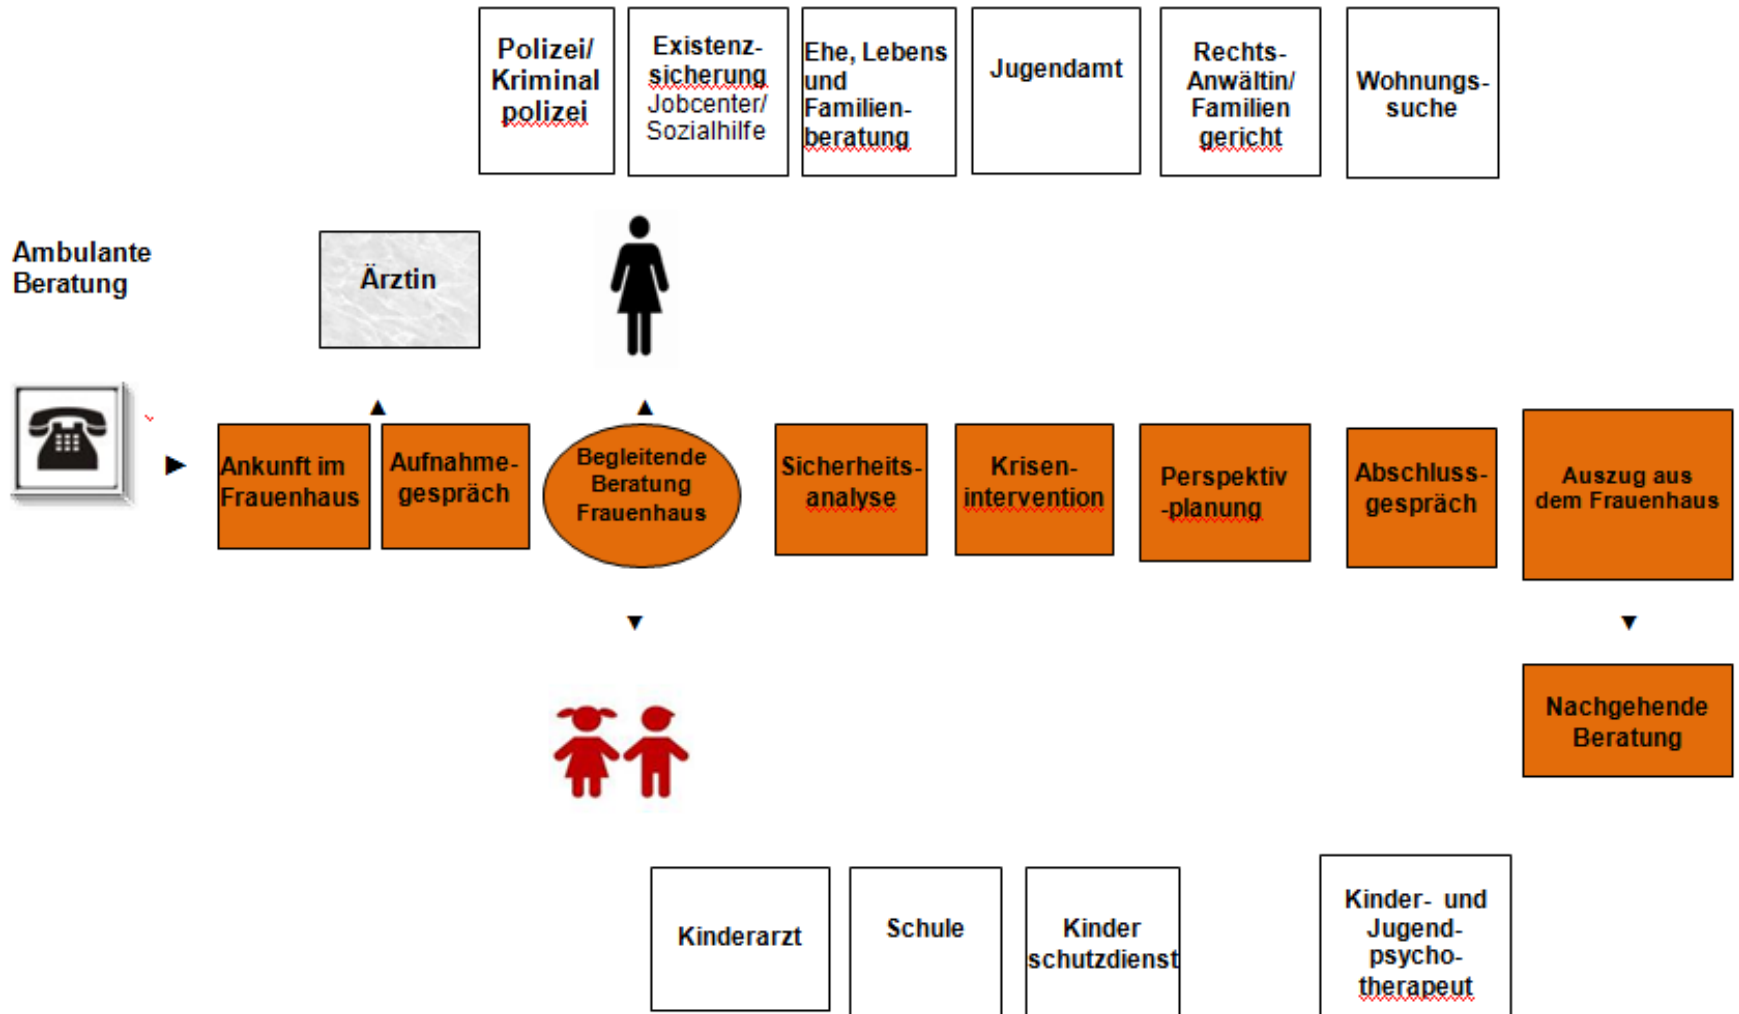 Polizei/
Kriminal
polizei
Existenz-
sicherung
Jobcenter/
Sozialhilfe
Ehe, Lebens
und
Familien-
beratung
Jugendamt
Rechts-
Anwältin/
Familien
gericht
Wohnungs-
suche
Ambulante
Beratung
Ärztin
Ankunft im
Frauenhaus
Aufnahme-
gespräch
Begleitende
Beratung
Frauenhaus
Sicherheits-
analyse
Krisen-
intervention
Perspektiv
-planung
Abschluss-
gespräch
Auszug aus
dem Frauenhaus
Nachgehende
Beratung
Kinderarzt
Schule
Kinder
schutzdienst
Kinder- und
Jugend-
psycho-
therapeut